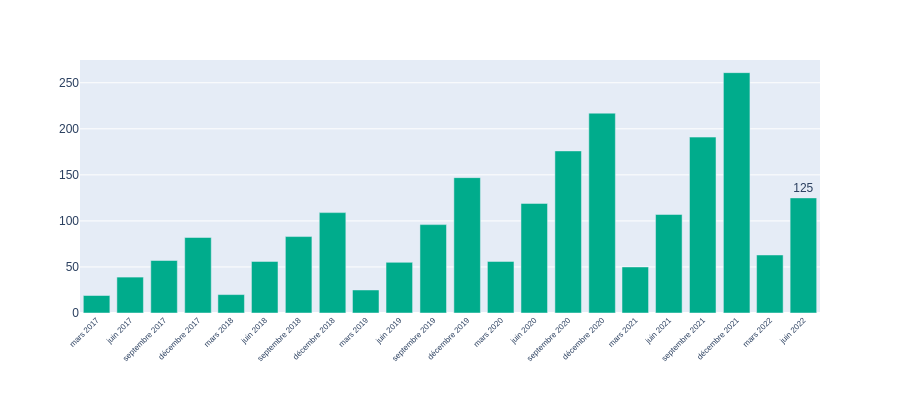 250
200
150
100
50
0
125
mars 2017
juin 2017
septembre 2017
décembre 2017
mars 2018
juin 2018
septembre 2018
décembre 2018
mars 2019
juin 2019
septembre 2019
décembre 2019
mars 2020
juin 2020
septembre 2020
décembre 2020
mars 2021
juin 2021
septembre 2021
décembre 2021
mars 2022
juin 2022